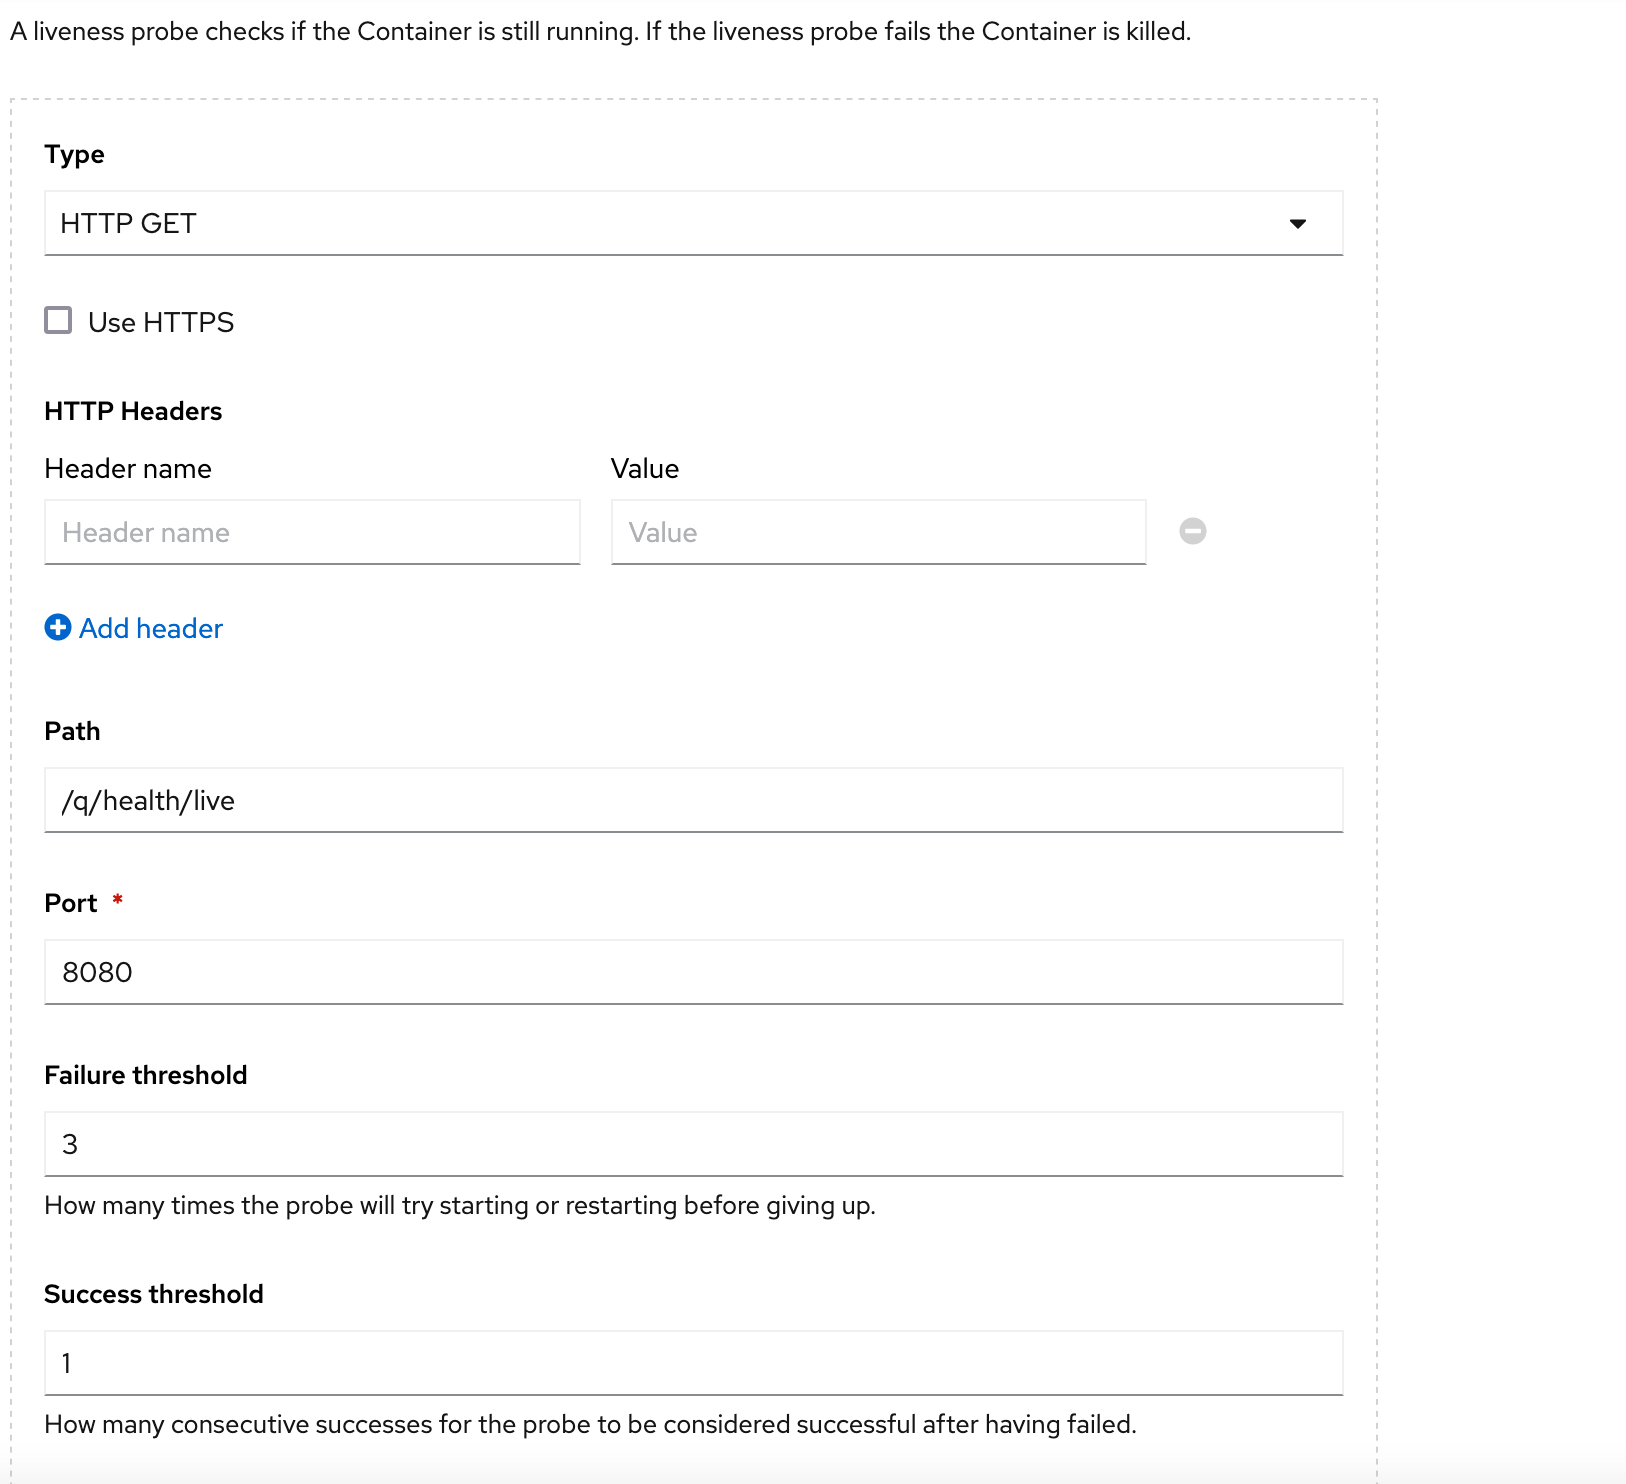 A liveness probe checks if the Container is still running. If the liveness probe fails the Container is killed.
Type
HTTP GET
Use HTTPS
HTTP Headers
Header name Value
Header name Value
Add header
Path
/q/health/live
Port *
8080
Failure threshold
3
How many times the probe will try starting or restarting before giving up.
Success threshold
1
How many consecutive successes for the probe to be considered successful after having failed.